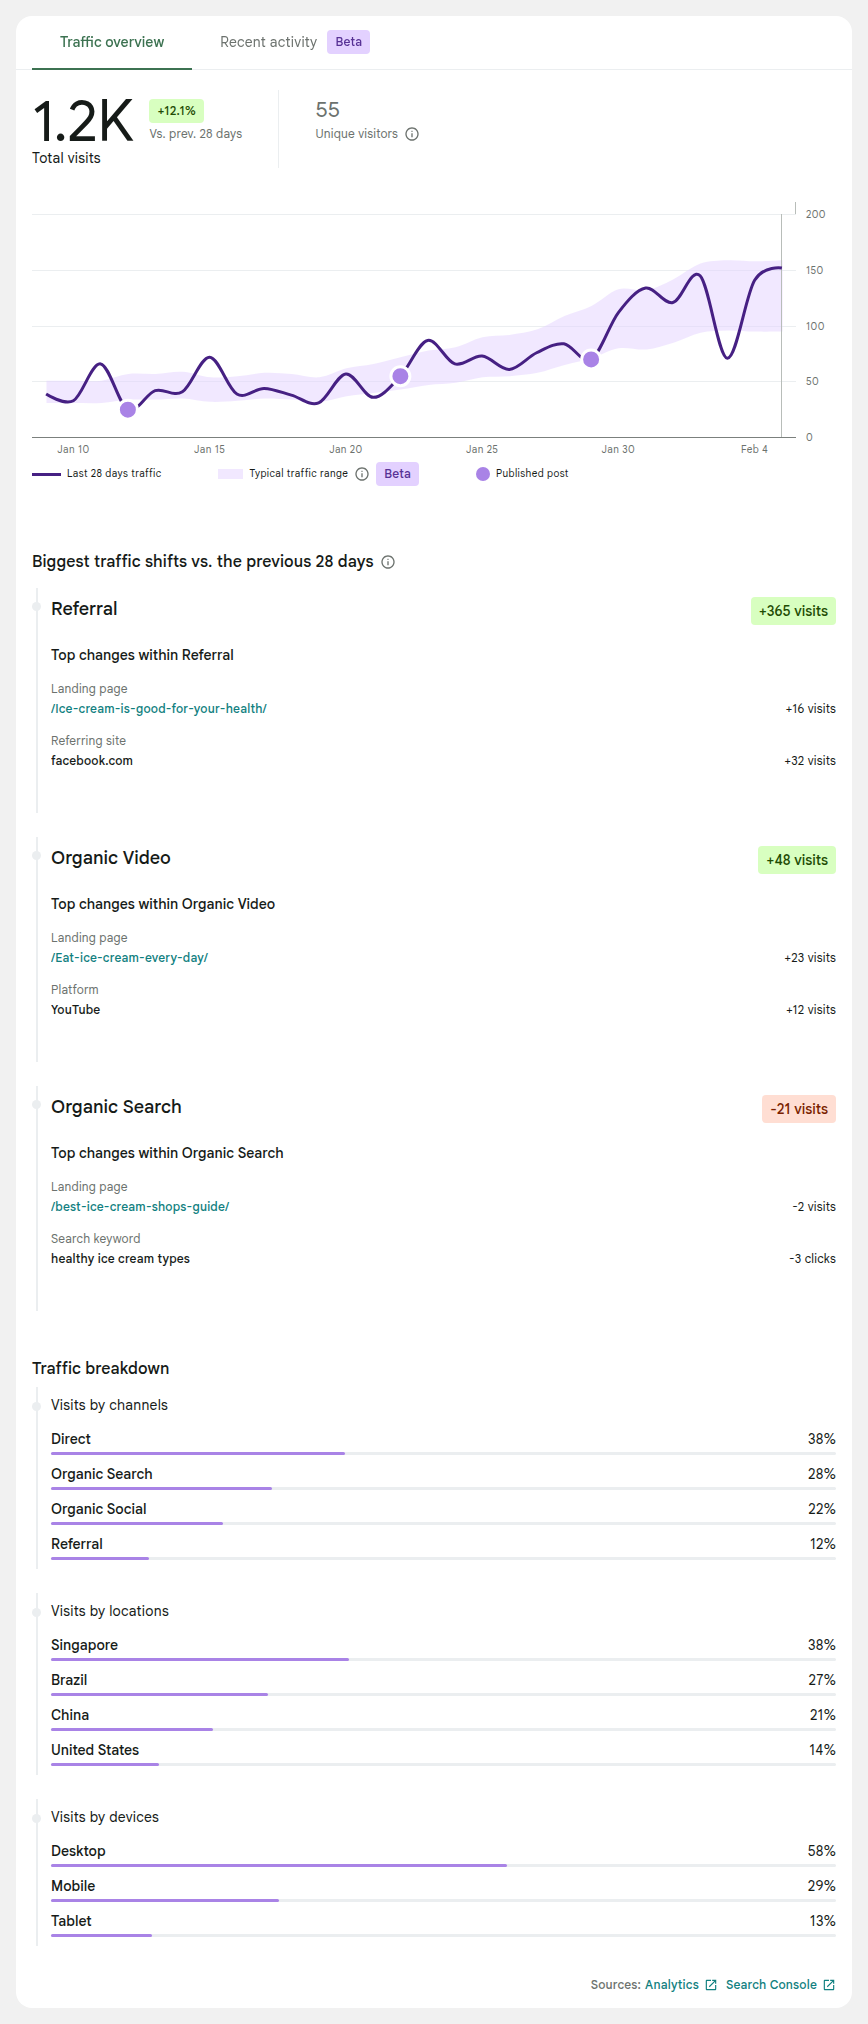 Traffic overview
Recent activity Beta
1.2K
+12.1%
Vs. prev. 28 days
Total visits
55
Unique visitors
200
150
100
50
0
Jan 10 Jan 15 Jan 20 Jan 25 Jan 30 Feb 4
Last 28 days traffic Typical traffic range Beta Published post
Biggest traffic shifts vs. the previous 28 days
Referral +365 visits
Top changes within Referral
Landing page
/Ice-cream-is-good-for-your-health/ +16 visits
Referring site
facebook.com +32 visits
Organic Video +48 visits
Top changes within Organic Video
Landing page
/Eat-ice-cream-every-day/ +23 visits
Platform
YouTube +12 visits
Organic Search -21 visits
Top changes within Organic Search
Landing page
/best-ice-cream-shops-guide/ -2 visits
Search keyword
healthy ice cream types -3 clicks
Traffic breakdown
Visits by channels
Direct 38%
Organic Search 28%
Organic Social 22%
Referral 12%
Visits by locations
Singapore 38%
Brazil 27%
China 21%
United States 14%
Visits by devices
Desktop 58%
Mobile 29%
Tablet 13%
Sources: Analytics Search Console